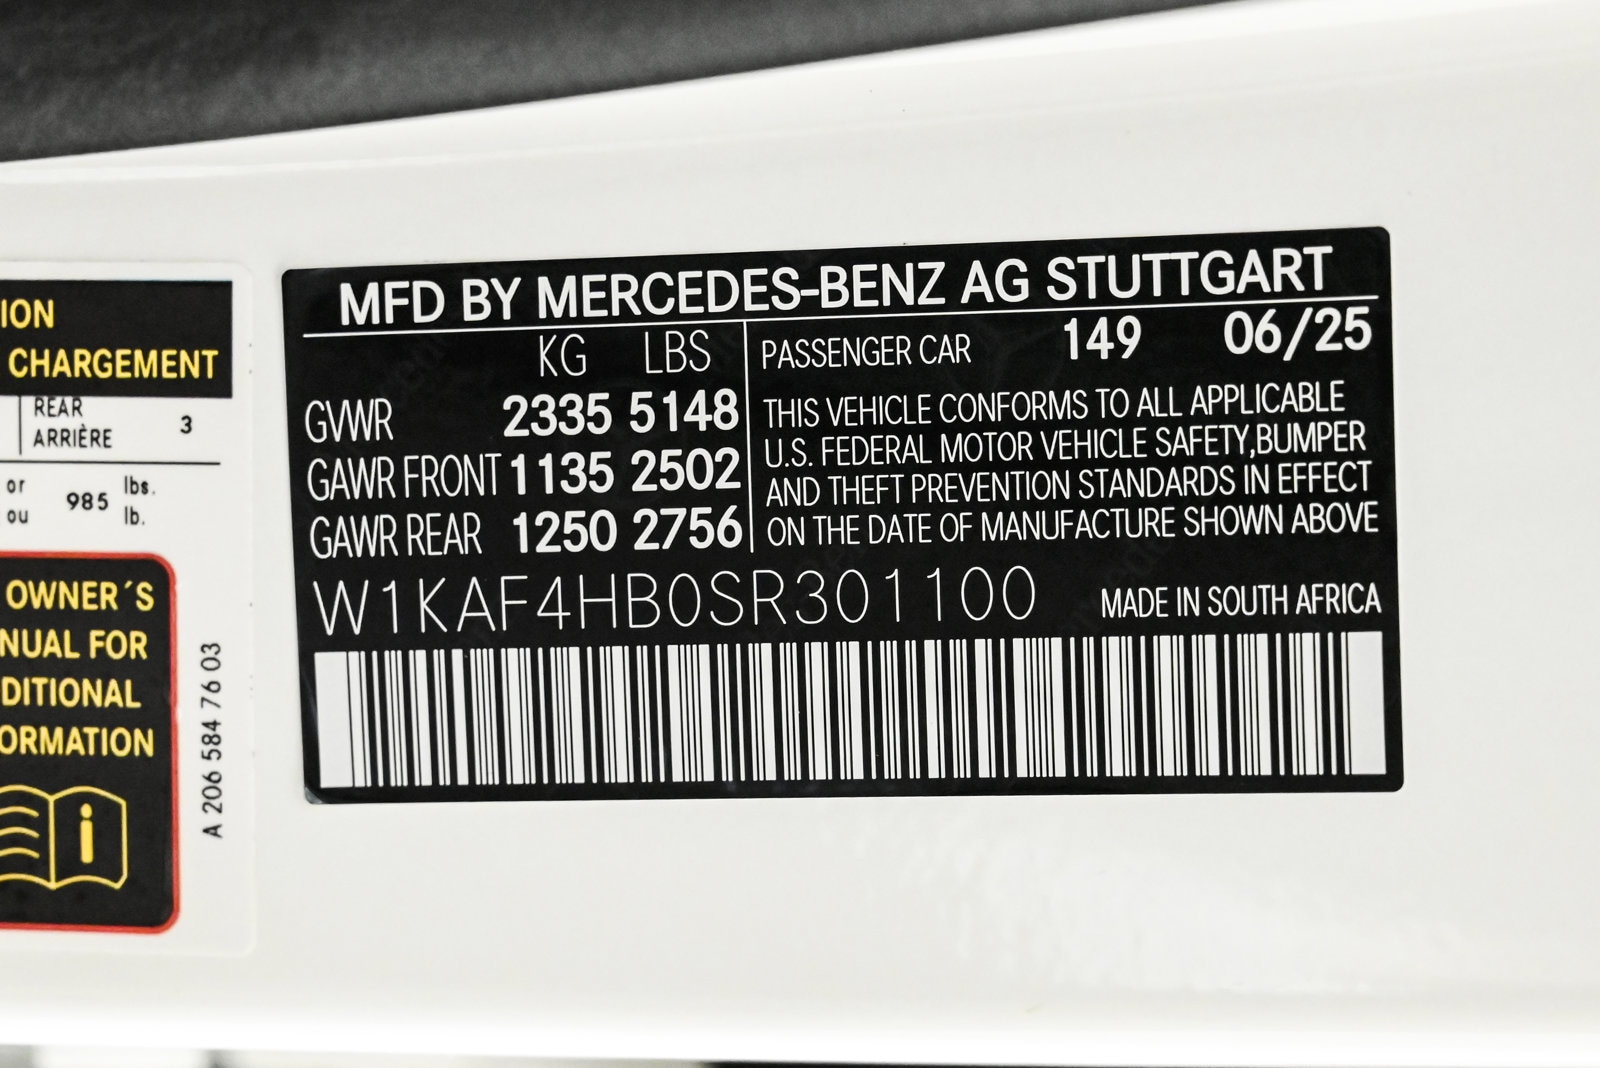 ION
CHARGEMENT
REAR
ARRIÈRE 3
or
ou 985 lbs.
lb.
OWNER´S
NUAL FOR
DITIONAL
ORMATION
i
A 206 584 76 03
MFD BY MERCEDES-BENZ AG STUTTGART
KG LBS
GVWR 2335 5148
GAWR FRONT 1135 2502
GAWR REAR 1250 2756
PASSENGER CAR 149 06/25
THIS VEHICLE CONFORMS TO ALL APPLICABLE
U.S. FEDERAL MOTOR VEHICLE SAFETY,BUMPER
AND THEFT PREVENTION STANDARDS IN EFFECT
ON THE DATE OF MANUFACTURE SHOWN ABOVE
W1KAF4HB0SR301100 MADE IN SOUTH AFRICA